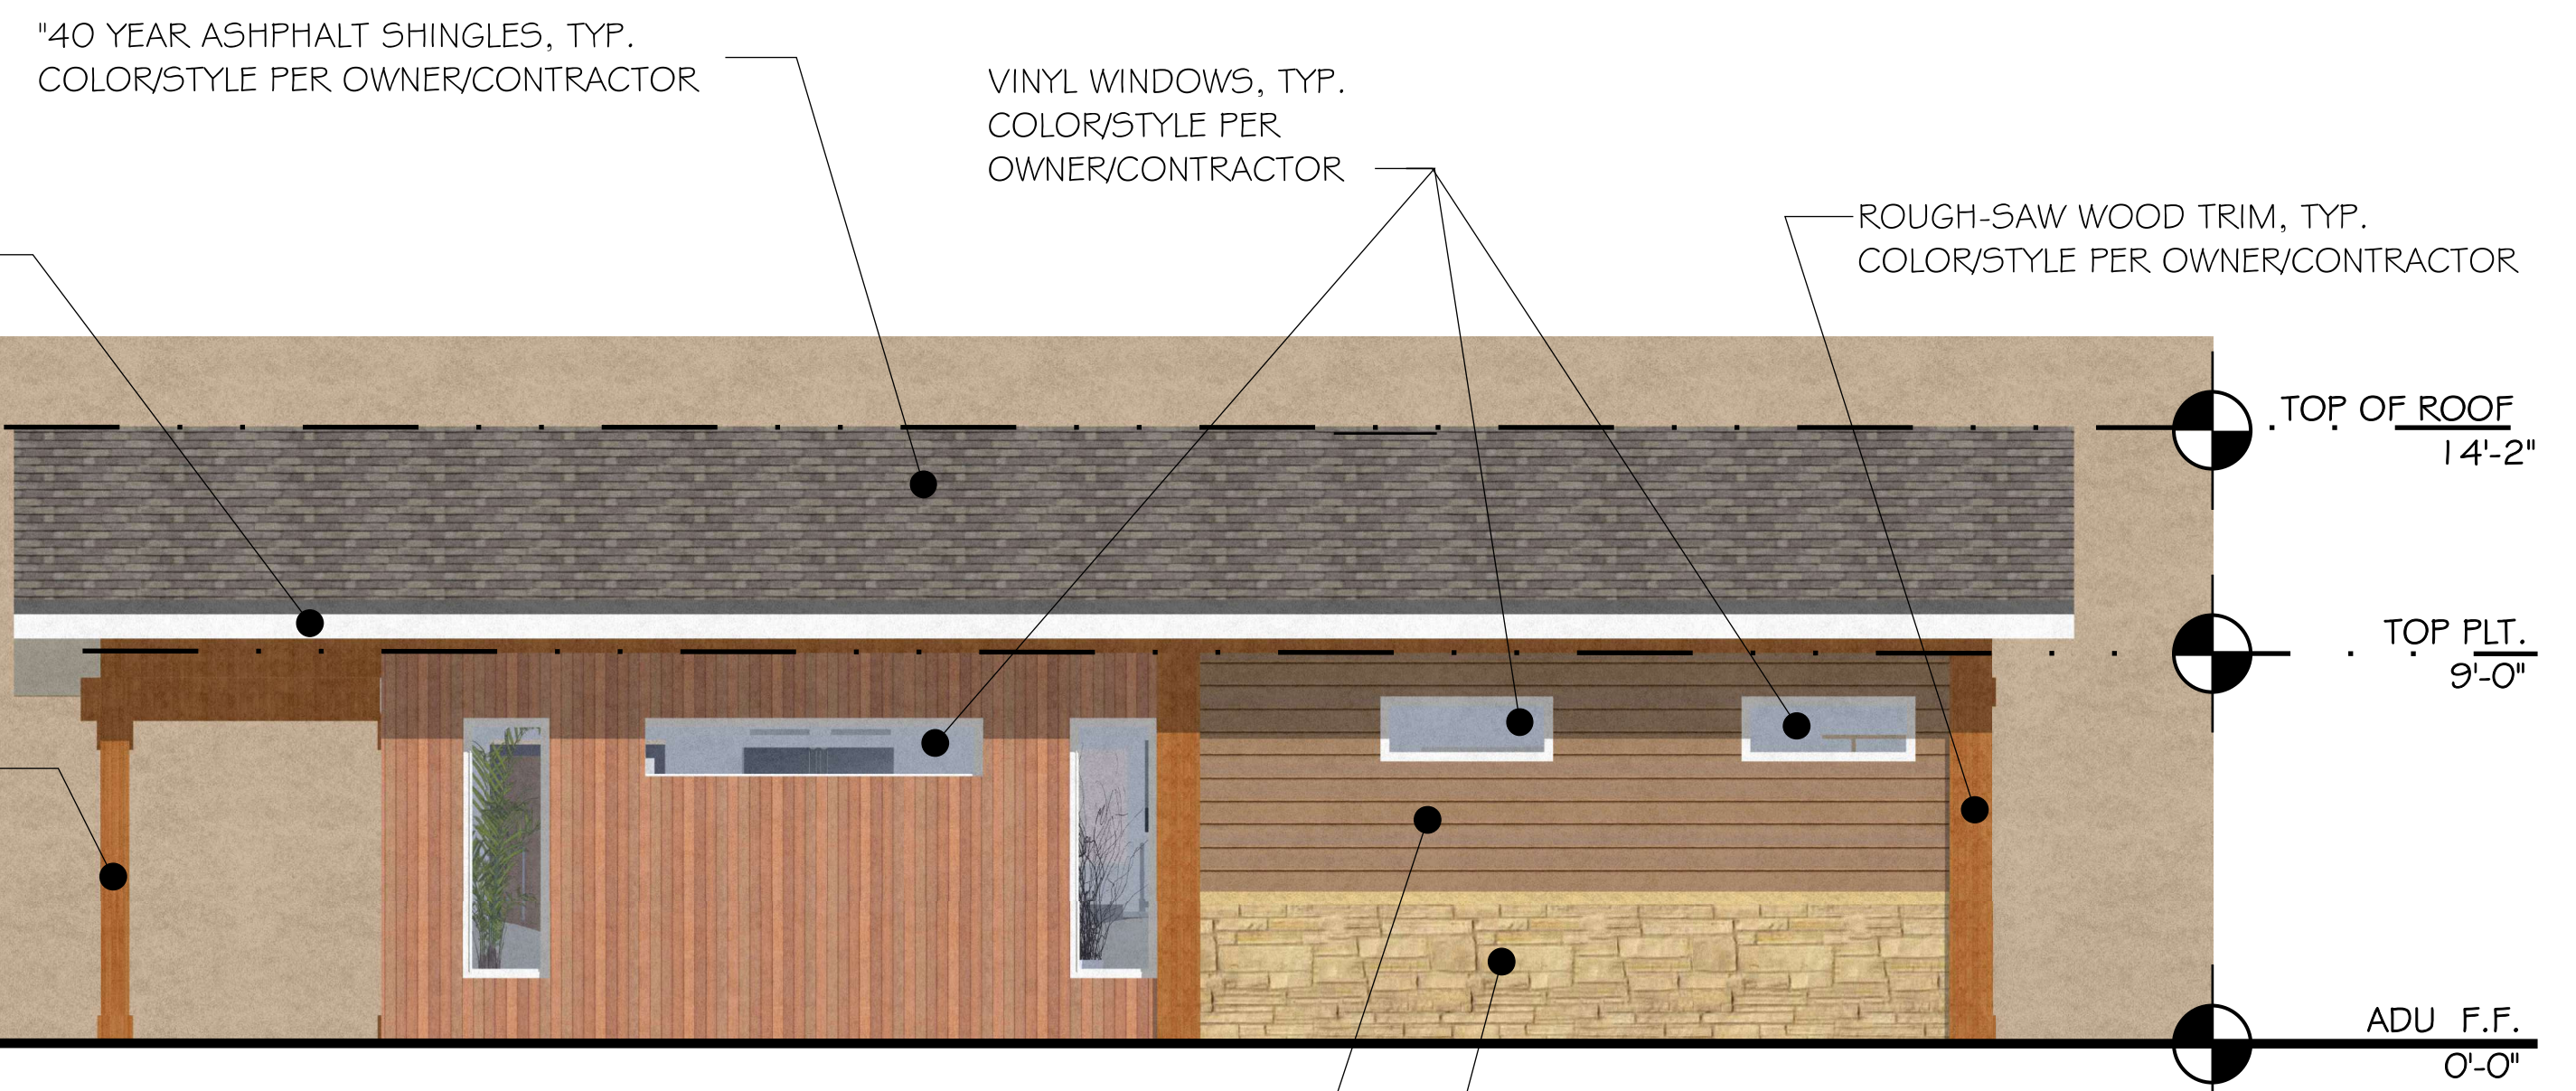 "40 YEAR ASHPHALT SHINGLES, TYP.
COLOR/STYLE PER OWNER/CONTRACTOR
VINYL WINDOWS, TYP.
COLOR/STYLE PER
OWNER/CONTRACTOR
ROUGH-SAW WOOD TRIM, TYP.
COLOR/STYLE PER OWNER/CONTRACTOR
TOP OF ROOF
14'-2"
TOP PLT.
9'-0"
ADU F.F.
0'-0"